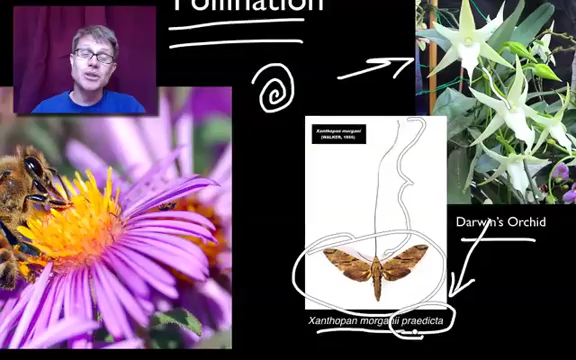 Pollination
Xanthopan morgani
(WALKER, 1856)
Darwin's Orchid
Xanthopan morganii praedicta